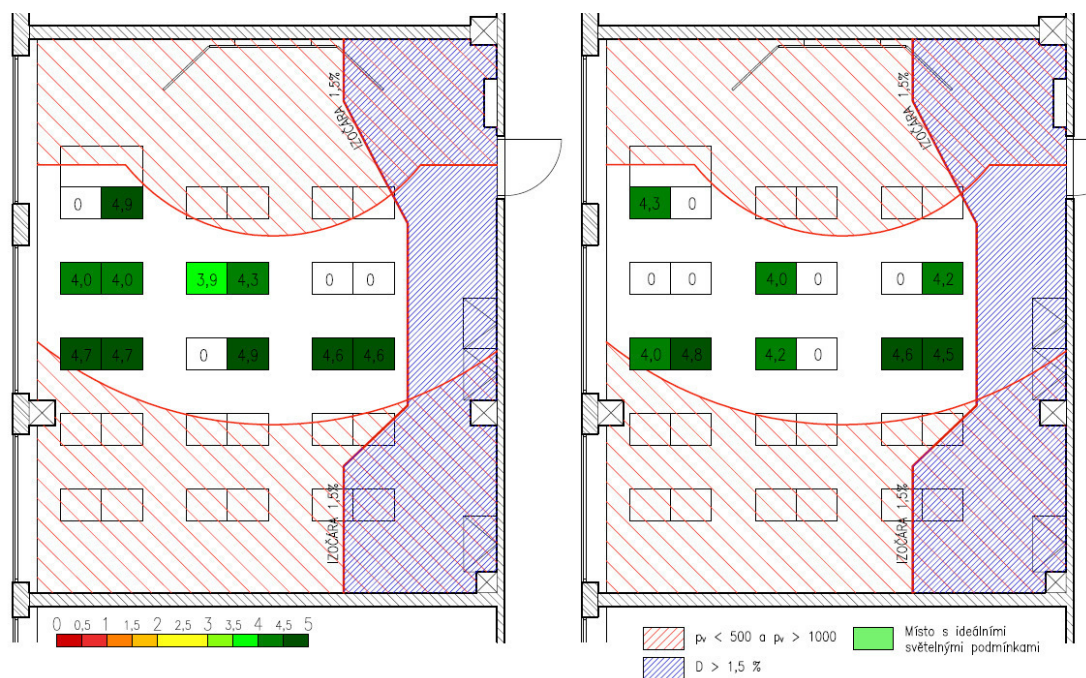 IZOČÁRA 1,5%
IZOČÁRA 1,5%
0 4,9
4,3 0
4,0 4,0 3,9 4,3 0 0
0 0 4,0 0 0 4,2
4,7 4,7 0 4,9 4,6 4,6
4,0 4,8 4,2 0 4,6 4,5
IZOČÁRA 1,5%
IZOČÁRA 1,5%
0 0,5 1 1,5 2 2,5 3 3,5 4 4,5 5
pᵥ < 500 a pᵥ > 1000
Místo s ideálními
světelnými podmínkami
D > 1,5 %